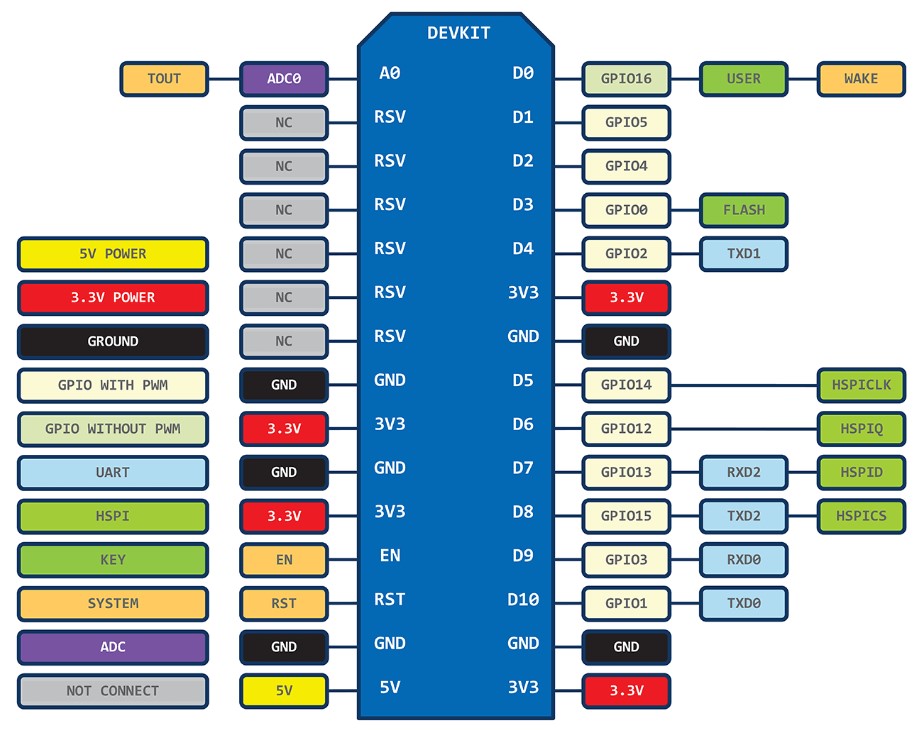 DEVKIT
TOUT ADC0 A0 D0 GPIO16 USER WAKE
NC RSV D1 GPIO5
NC RSV D2 GPIO4
NC RSV D3 GPIO0 FLASH
5V POWER NC RSV D4 GPIO2 TXD1
3.3V POWER NC RSV 3V3 3.3V
GROUND NC RSV GND GND
GPIO WITH PWM GND GND D5 GPIO14 HSPICLK
GPIO WITHOUT PWM 3.3V 3V3 D6 GPIO12 HSPIQ
UART GND GND D7 GPIO13 RXD2 HSPID
HSPI 3.3V 3V3 D8 GPIO15 TXD2 HSPICS
KEY EN EN D9 GPIO3 RXD0
SYSTEM RST RST D10 GPIO1 TXD0
ADC GND GND GND GND
NOT CONNECT 5V 5V 3V3 3.3V